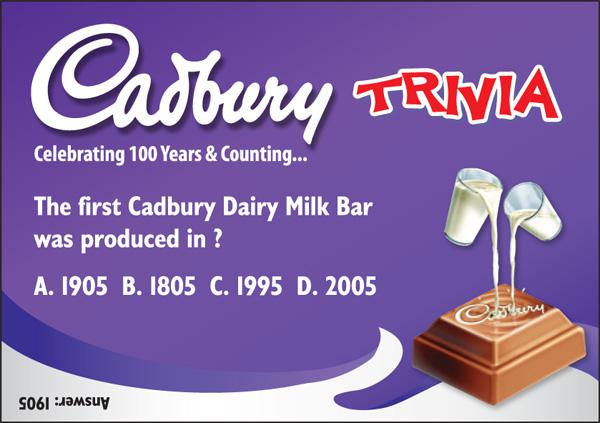 Cadbury TRIVIA
Celebrating 100 Years & Counting...
The first Cadbury Dairy Milk Bar
was produced in ?
A. 1905 B. 1805 C. 1995 D. 2005
Cadbury
Answer: 1905